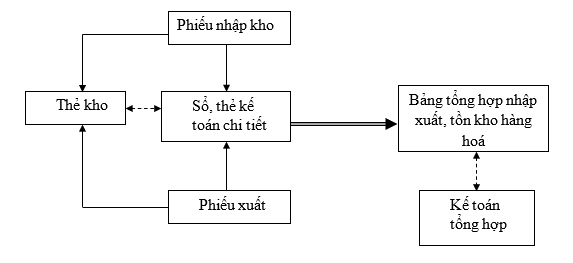 Phiếu nhập kho
Thẻ kho
Sổ, thẻ kế
toán chi tiết
Bảng tổng hợp nhập
xuất, tồn kho hàng
hoá
Phiếu xuất
Kế toán
tổng hợp